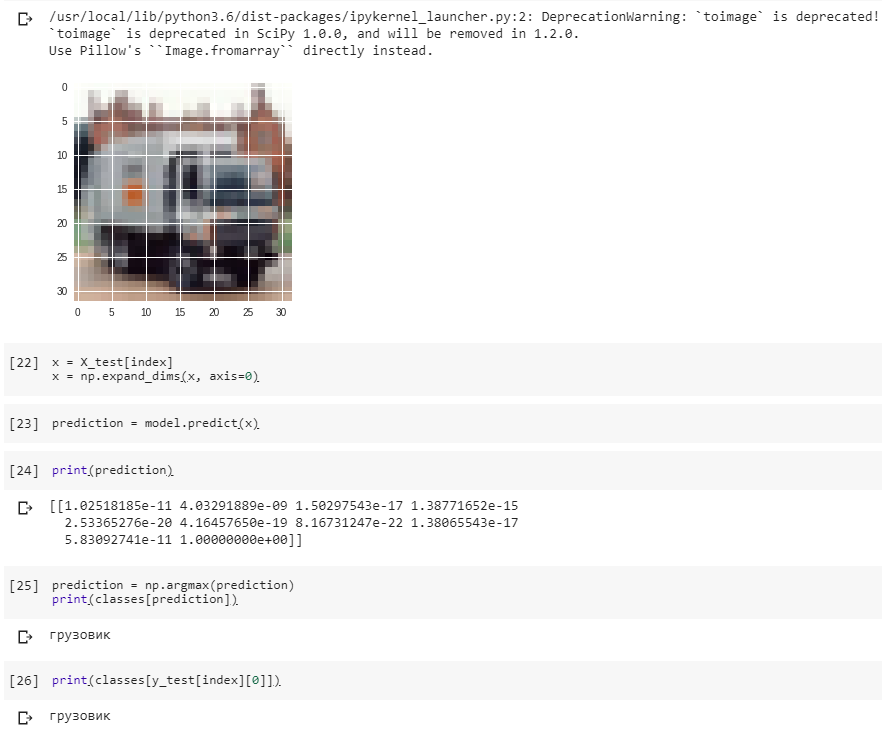 /usr/local/lib/python3.6/dist-packages/ipykernel_launcher.py:2: DeprecationWarning: `toimage` is deprecated!
`toimage` is deprecated in SciPy 1.0.0, and will be removed in 1.2.0.
Use Pillow's ``Image.fromarray`` directly instead.
0
5
10
15
20
25
30
0 5 10 15 20 25 30
[22] x = X_test[index]
x = np.expand_dims(x, axis=0)
[23] prediction = model.predict(x)
[24] print(prediction)
[[1.02518185e-11 4.03291889e-09 1.50297543e-17 1.38771652e-15
2.53365276e-20 4.16457650e-19 8.16731247e-22 1.38065543e-17
5.83092741e-11 1.00000000e+00]]
[25] prediction = np.argmax(prediction)
print(classes[prediction])
грузовик
[26] print(classes[y_test[index][0]])
грузовик